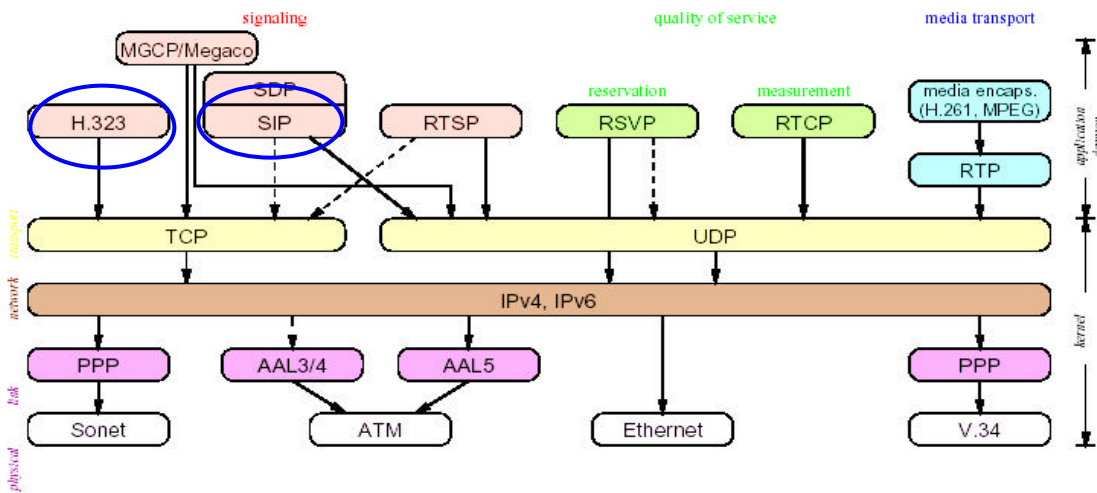 signaling
quality of service
media transport
MGCP/Megaco
SDP
reservation
measurement
media encaps.
(H.261, MPEG)
H.323
SIP
RTSP
RSVP
RTCP
application
RTP
TCP
UDP
transport
IPv4, IPv6
network
kernel
PPP
AAL3/4
AAL5
PPP
link
Sonet
ATM
Ethernet
V.34
physical